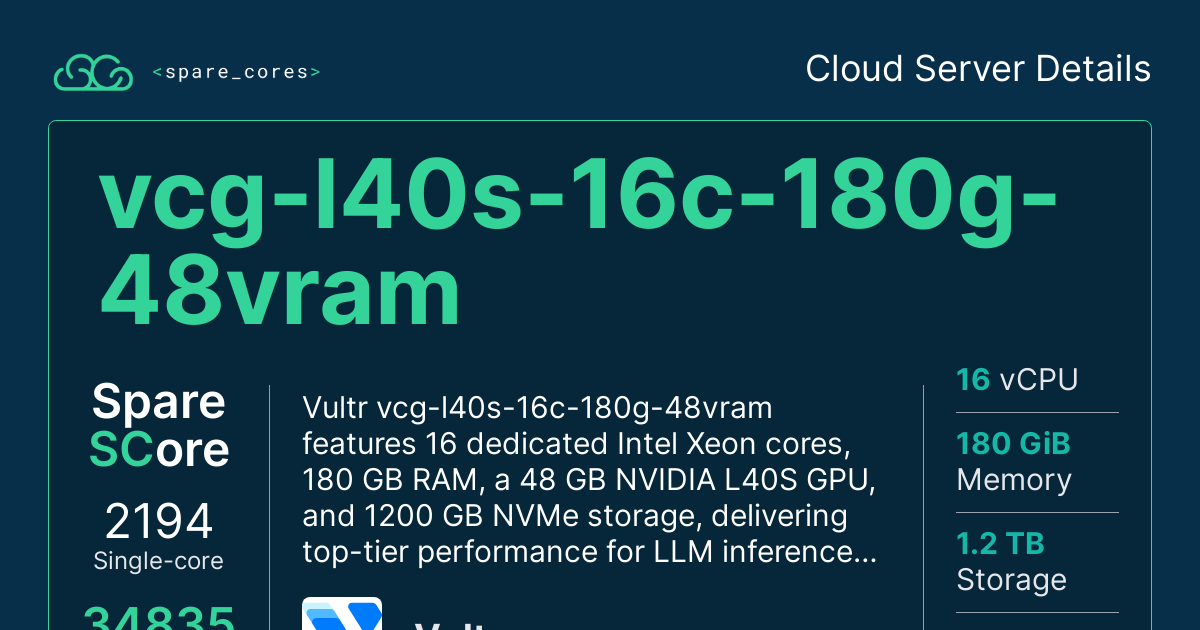 <spare_cores>
Cloud Server Details
vcg-l40s-16c-180g-
48vram
Spare
SCore
2194
Single-core
34835
Vultr vcg-l40s-16c-180g-48vram
features 16 dedicated Intel Xeon cores,
180 GB RAM, a 48 GB NVIDIA L40S GPU,
and 1200 GB NVMe storage, delivering
top-tier performance for LLM inference...
Vultr
16 vCPU
180 GiB
Memory
1.2 TB
Storage